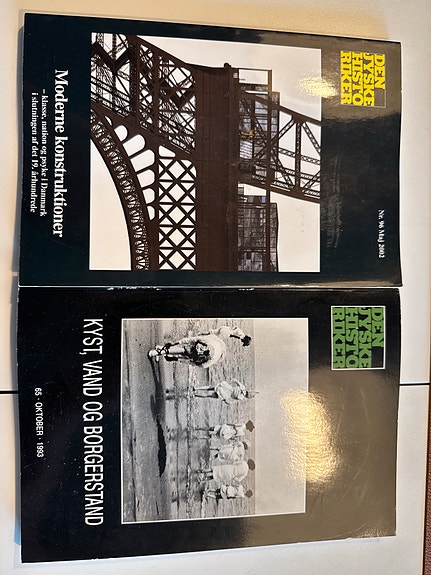 DEN
JYSKE
HISTO
RIKER
Nr. 96 Maj 2002
Moderne konstruktioner
– klasse, nation og psyke i Danmark
i slutningen af det 19. århundrede
DEN
JYSKE
HISTO
RIKER
KYST, VAND OG BORGERSTAND
65 · OKTOBER · 1993